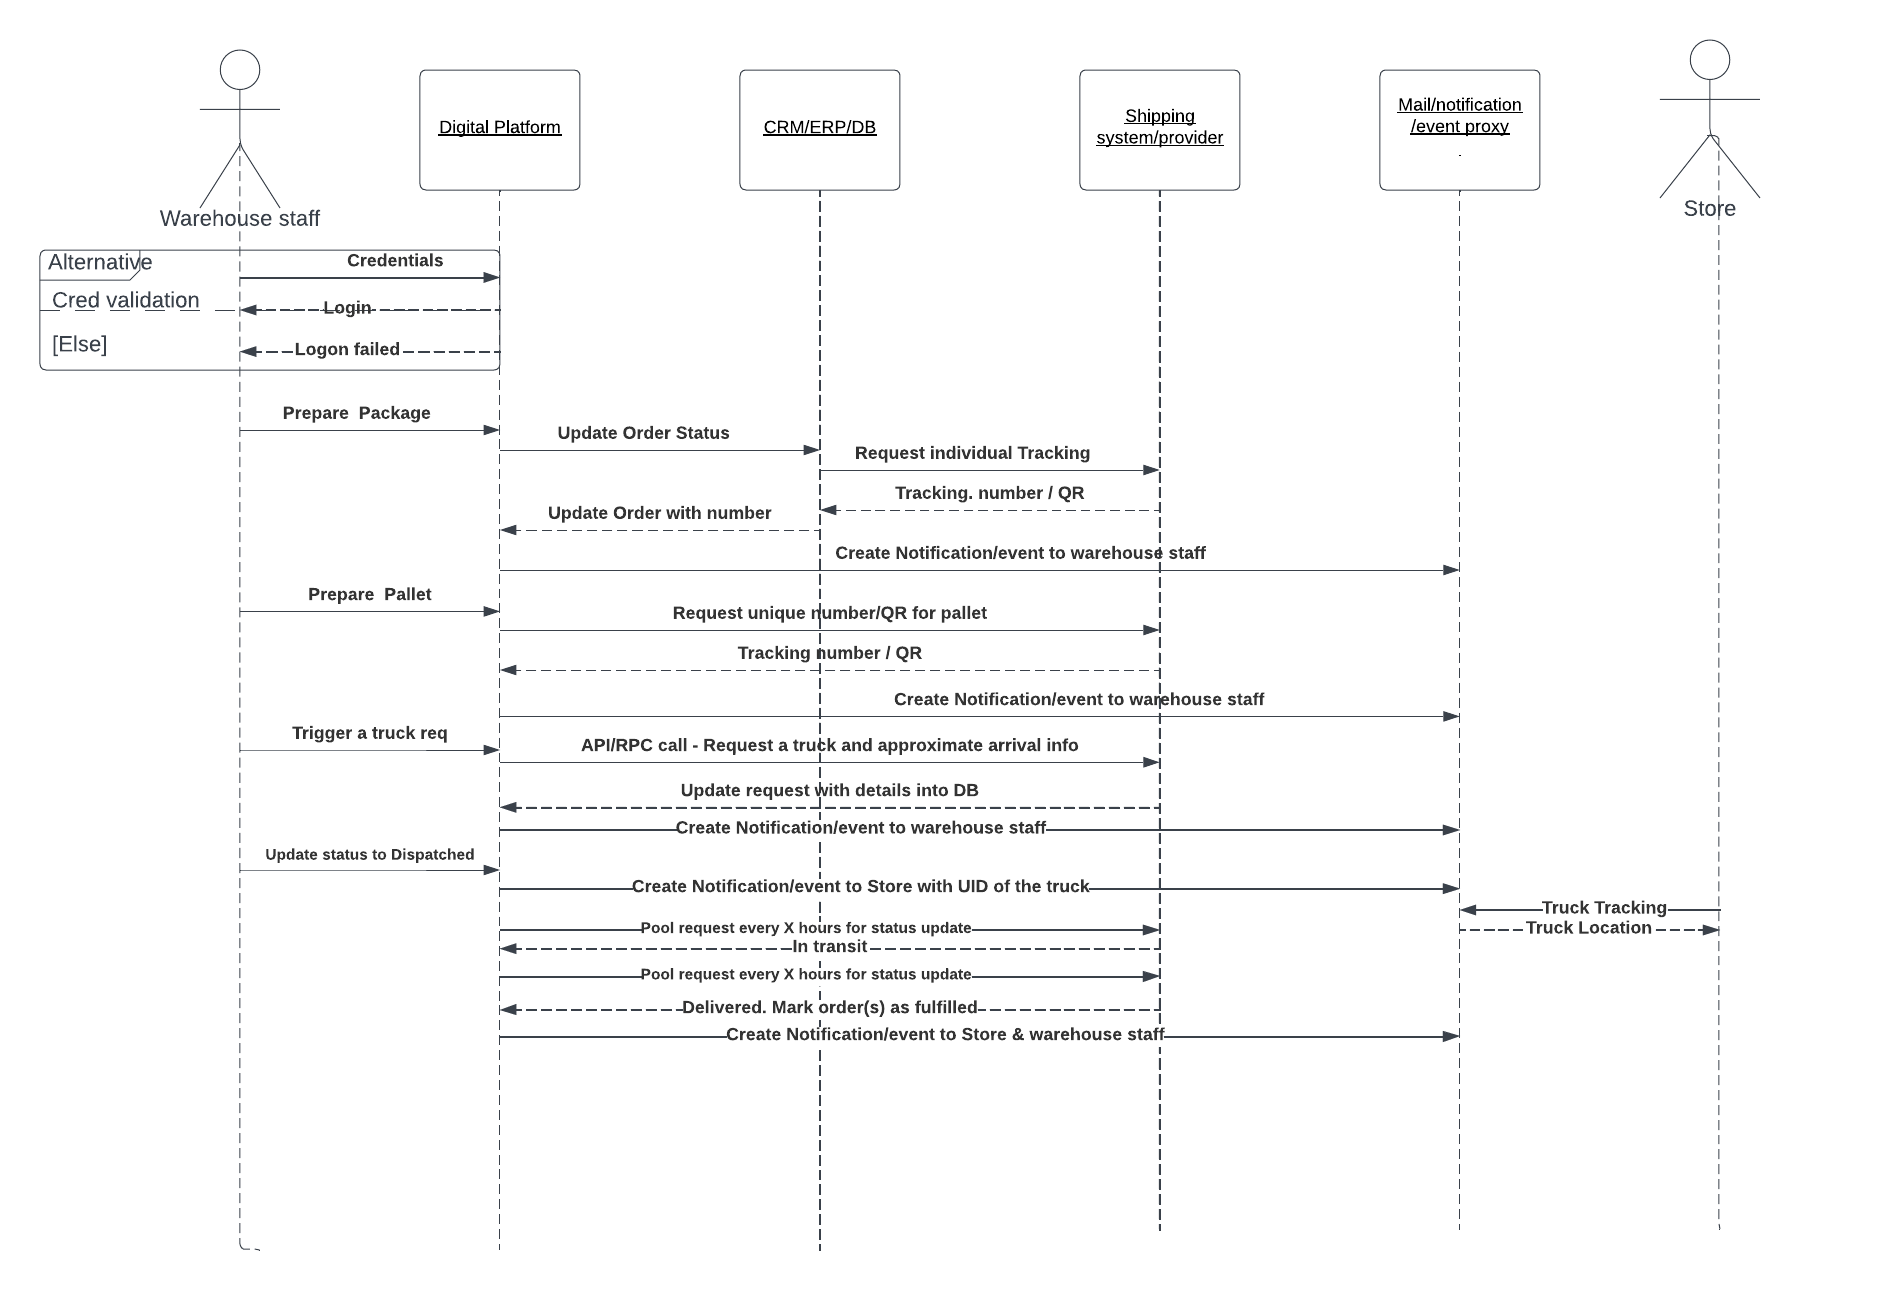 Digital Platform
CRM/ERP/DB
Shipping
system/provider
Mail/notification
/event proxy
.
Warehouse staff
Store
Alternative
Credentials
Cred validation
Login
[Else]
Logon failed
Prepare  Package
Update Order Status
Request individual Tracking
Tracking. number / QR
Update Order with number
Create Notification/event to warehouse staff
Prepare  Pallet
Request unique number/QR for pallet
Tracking number / QR
Create Notification/event to warehouse staff
Trigger a truck req
API/RPC call - Request a truck and approximate arrival info
Update request with details into DB
Create Notification/event to warehouse staff
Update status to Dispatched
Create Notification/event to Store with UID of the truck
Truck Tracking
Pool request every X hours for status update
Truck Location
In transit
Pool request every X hours for status update
Delivered. Mark order(s) as fulfilled
Create Notification/event to Store & warehouse staff